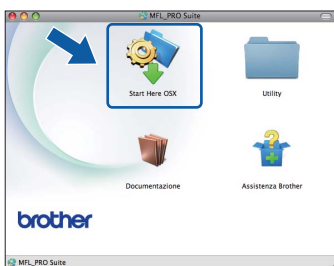 MFL_PRO Suite
Start Here OSX
Utility
Documentazione
Assistenza Brother
brother
MFL_PRO Suite